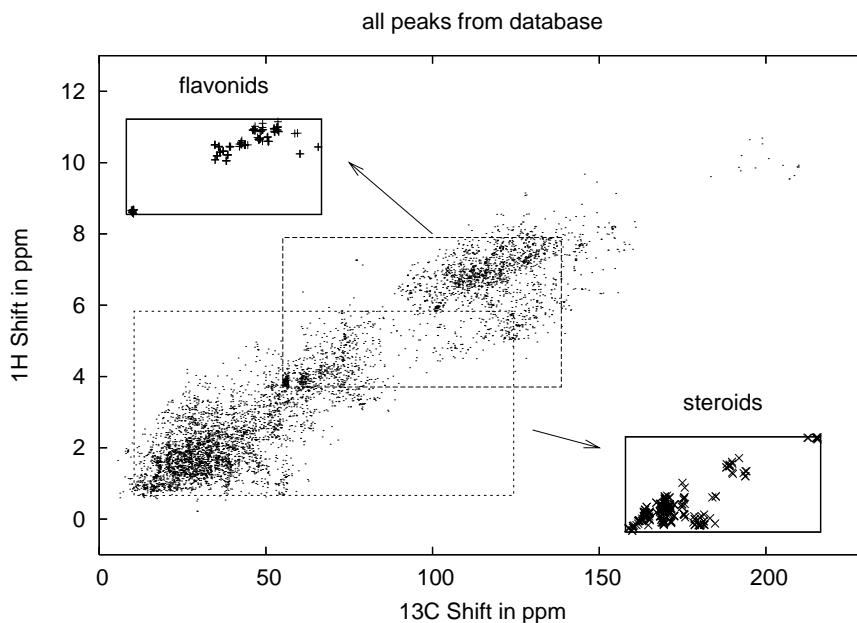 all peaks from database
flavonids
steroids
1H Shift in ppm
12
10
8
6
4
2
0
0 50 100 150 200
13C Shift in ppm